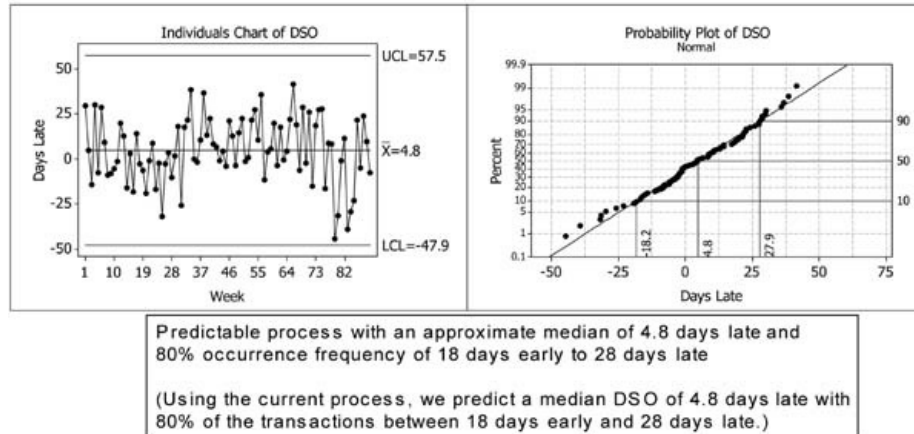 Individuals Chart of DSO
UCL=57.5
50
25
0
-25
-50
Days Late
X̄=4.8
LCL=-47.9
1 10 19 28 37 46 55 64 73 82
Week
Probability Plot of DSO
Normal
99.9
99
95
90
80
70
60
50
40
30
20
10
5
1
0.1
Percent
90
50
10
-18.2
4.8
27.9
-50 -25 0 25 50 75
Days Late
Predictable process with an approximate median of 4.8 days late and
80% occurrence frequency of 18 days early to 28 days late
(Using the current process, we predict a median DSO of 4.8 days late with
80% of the transactions between 18 days early and 28 days late.)